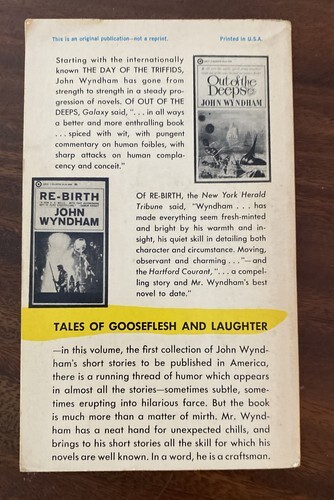 This is an original publication—not a reprint. Printed in U.S.A.
Starting with the internationally
known THE DAY OF THE TRIFFIDS,
John Wyndham has gone from
strength to strength in a steady pro-
gression of novels. Of OUT OF THE
DEEPS, Galaxy said, ". . . in all ways
a better and more enthralling book
. . . spiced with wit, with pungent
commentary on human foibles, with
sharp attacks on human compla-
cency and conceit."
Out of the
Deeps
JOHN WYNDHAM
RE-BIRTH
JOHN
WYNDHAM
Of RE-BIRTH, the New York Herald
Tribune said, "Wyndham . . . has
made everything seem fresh-minted
and bright by his warmth and in-
sight, his quiet skill in detailing both
character and circumstance. Moving,
observant and charming . . ."—and
the Hartford Courant, ". . . a compel-
ling story and Mr. Wyndham's best
novel to date."
TALES OF GOOSEFLESH AND LAUGHTER
—in this volume, the first collection of John Wynd-
ham's short stories to be published in America,
there is a running thread of humor which appears
in almost all the stories—sometimes subtle, some-
times erupting into hilarious farce. But the book
is much more than a matter of mirth. Mr. Wynd-
ham has a neat hand for unexpected chills, and
brings to his short stories all the skill for which his
novels are well known. In a word, he is a craftsman.